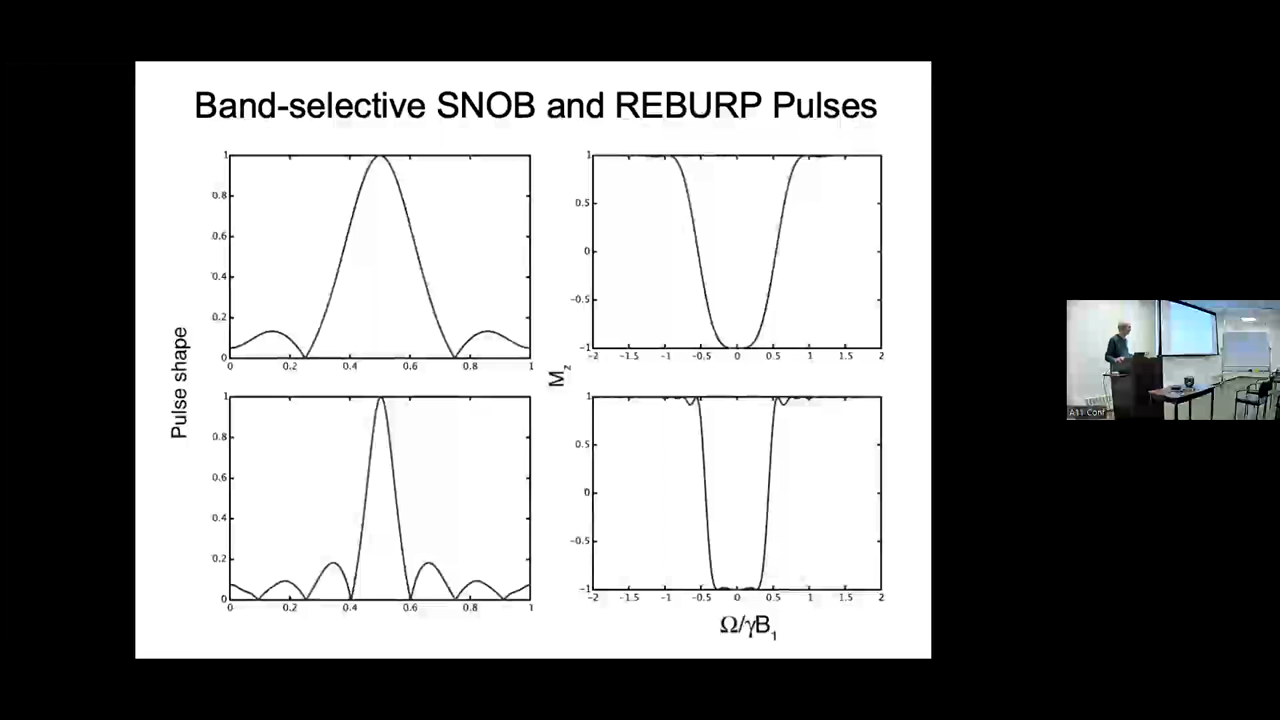 Band-selective SNOB and REBURP Pulses
1
0.8
0.6
0.4
0.2
0
0 0.2 0.4 0.6 0.8 1
1
0.5
0
-0.5
-1
-2 -1.5 -1 -0.5 0 0.5 1 1.5 2
Pulse shape
Mz
1
0.8
0.6
0.4
0.2
0
0 0.2 0.4 0.6 0.8 1
1
0.5
0
-0.5
-1
-2 -1.5 -1 -0.5 0 0.5 1 1.5 2
Ω/γB1
A11 Conf